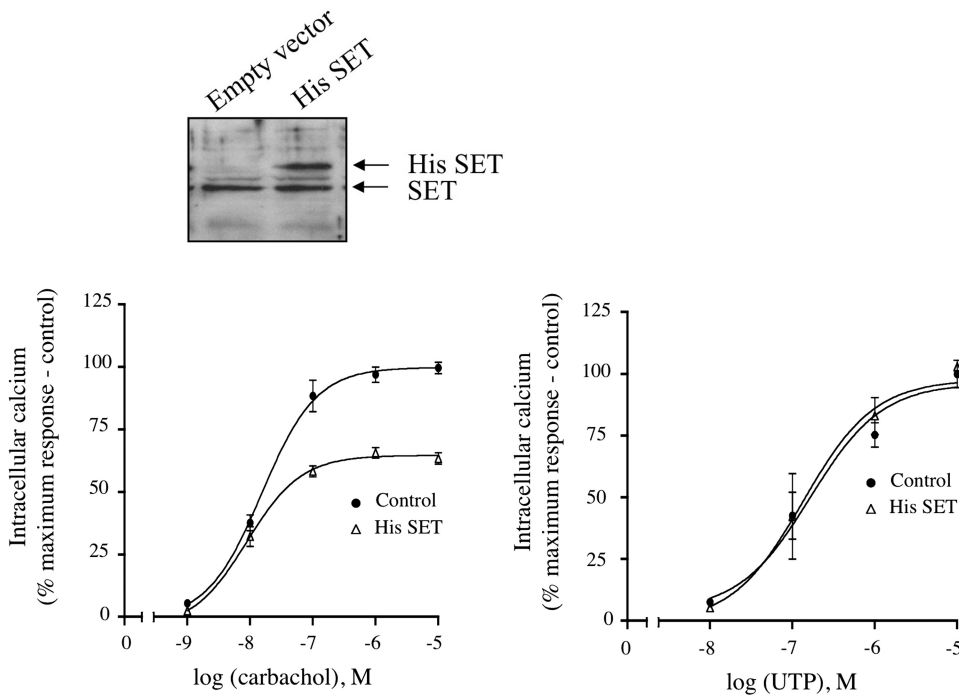 Empty vector
His SET
His SET
SET
Intracellular calcium
(% maximum response - control)
125
100
75
50
25
0
0
-9
-8
-7
-6
-5
Control
His SET
log (carbachol), M
Intracellular calcium
(% maximum response - control)
125
100
75
50
25
0
0
-8
-7
-6
-5
Control
His SET
log (UTP), M